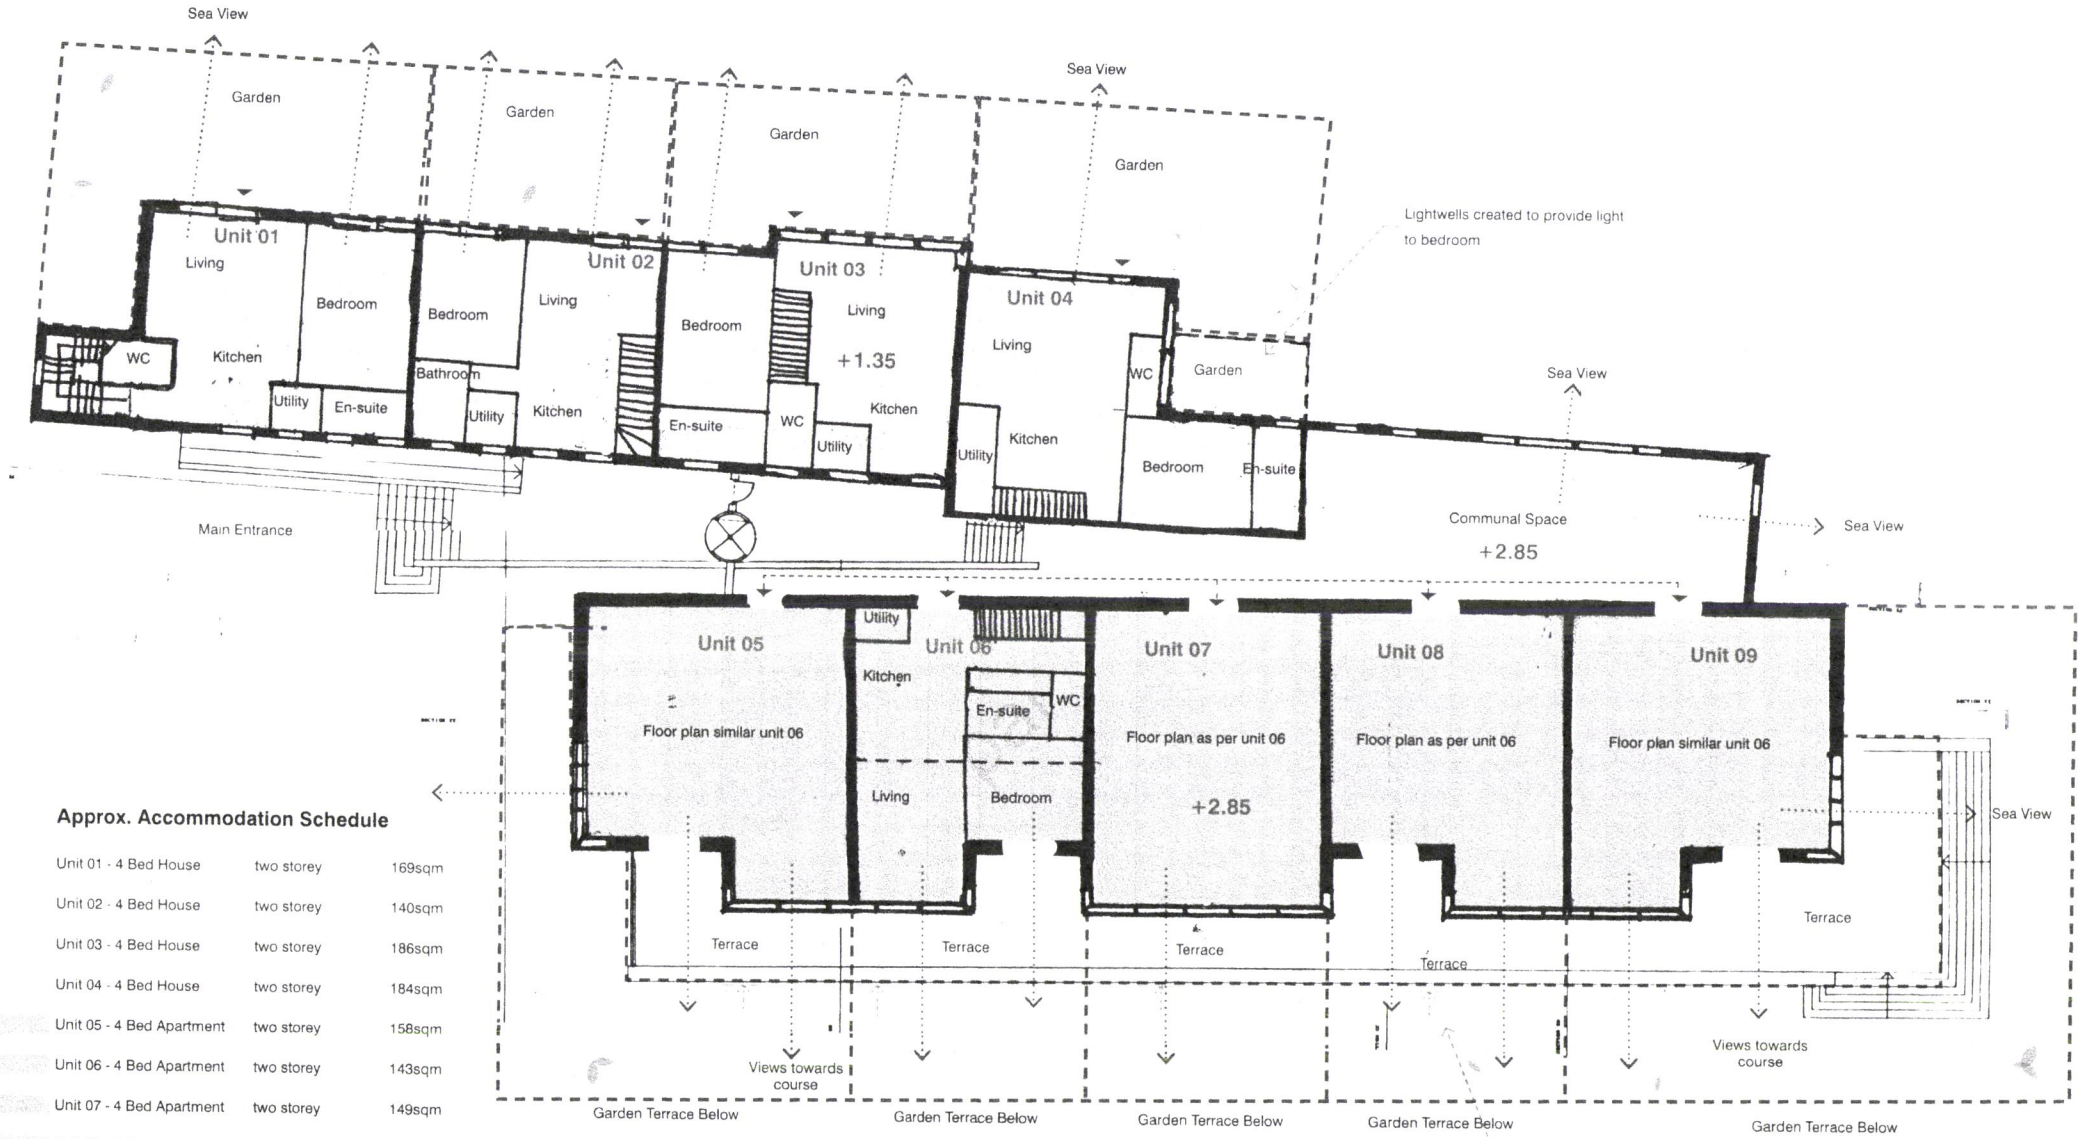 Sea View
Sea View
Garden
Garden
Garden
Garden
Lightwells created to provide light
to bedroom
Unit 01
Living
Bedroom
WC
Kitchen
Utility
En-suite
Unit 02
Bedroom
Living
Bathroom
Utility
Kitchen
Unit 03
Bedroom
Living
+1.35
En-suite
WC
Kitchen
Utility
Unit 04
Living
WC
Garden
Kitchen
Utility
Bedroom
En-suite
Sea View
Sea View
Communal Space
+2.85
Main Entrance
Unit 05
Floor plan similar unit 06
Utility
Unit 06
Kitchen
En-suite
WC
Living
Bedroom
Unit 07
Floor plan as per unit 06
+2.85
Unit 08
Floor plan as per unit 06
Unit 09
Floor plan similar unit 06
Sea View
Terrace
Terrace
Terrace
Terrace
Terrace
Views towards
course
Views towards
course
Garden Terrace Below
Garden Terrace Below
Garden Terrace Below
Garden Terrace Below
Garden Terrace Below
Approx. Accommodation Schedule
Unit 01 - 4 Bed House two storey 169sqm
Unit 02 - 4 Bed House two storey 140sqm
Unit 03 - 4 Bed House two storey 186sqm
Unit 04 - 4 Bed House two storey 184sqm
Unit 05 - 4 Bed Apartment two storey 158sqm
Unit 06 - 4 Bed Apartment two storey 143sqm
Unit 07 - 4 Bed Apartment two storey 149sqm